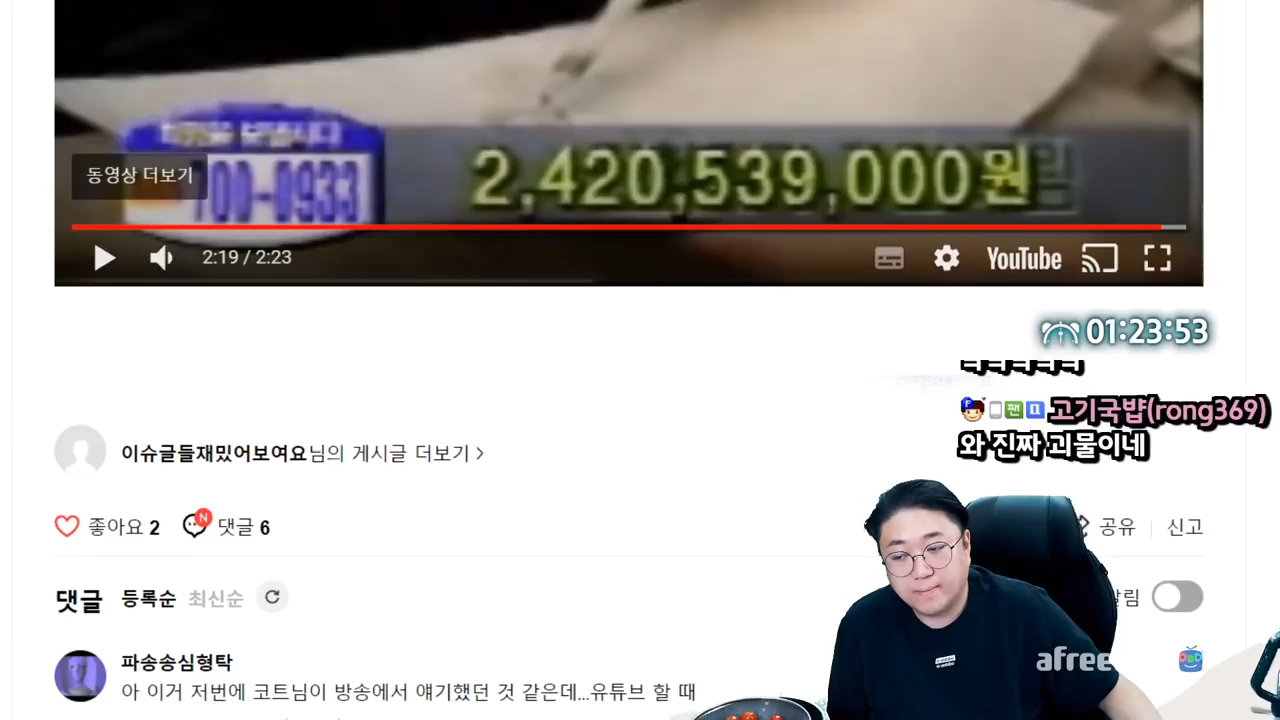 동영상 더보기
700-0933
2,420,539,000원
2:19 / 2:23
YouTube
01:23:53
팬
고기국뱝(rong369)
와 진짜 괴물이네
이슈글들재밌어보여요님의 게시글 더보기 >
좋아요 2
N
댓글 6
공유
신고
댓글
등록순
최신순
파송송심형탁
아 이거 저번에 코트님이 방송에서 얘기했던 것 같은데...유튜브 할 때
afree